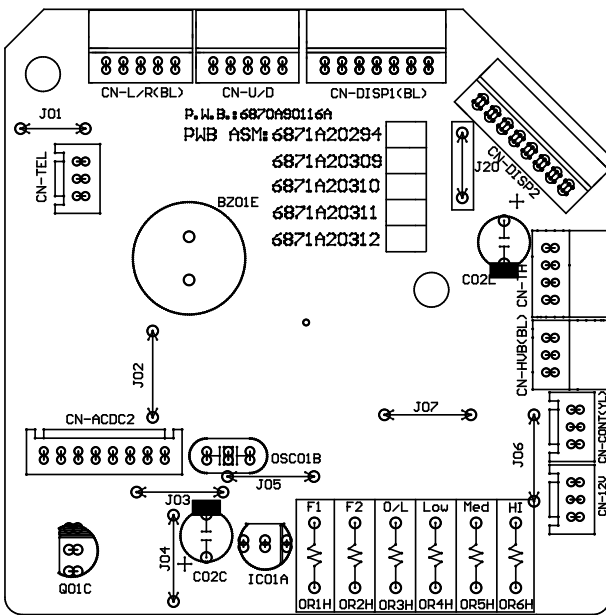 CN-L/R(BL) CN-U/D CN-DISP1(BL)
J01
P.W.B.:6870A90116A
PWB ASM:6871A20294
6871A20309
6871A20310
6871A20311
6871A20312
CN-TEL
BZ01E
J20
CN-DISP2
C02L
CN-TH
CN-HUB(BL)
J02
J07
CN-CONT(YL)
J06
CN-ACDC2
OSC01B
J05
J03
CN-12V
J04
F1 F2 O/L Low Med HI
Q01C
C02C
IC01A
OR1H OR2H OR3H OR4H OR5H OR6H